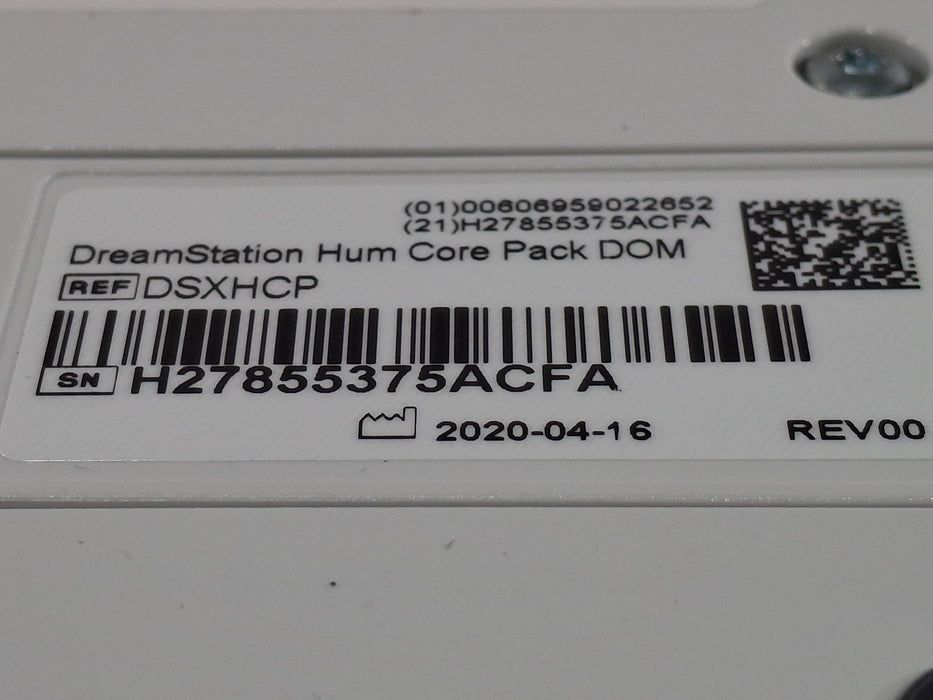 (01)00606959022652
(21)H27855375ACFA
DreamStation Hum Core Pack DOM
REF DSXHCP
SN H27855375ACFA
2020-04-16 REV00